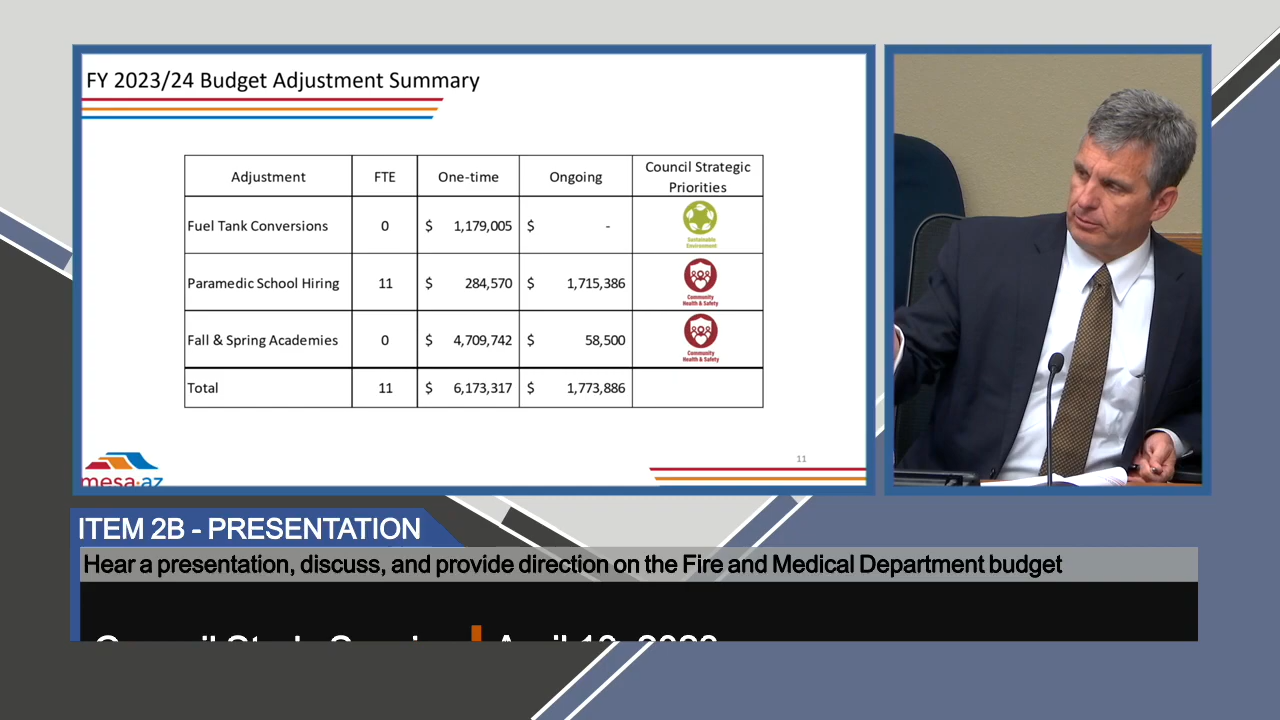 FY 2023/24 Budget Adjustment Summary
Adjustment FTE One-time Ongoing Council Strategic Priorities
Fuel Tank Conversions 0 $ 1,179,005 $ -
Sustainable
Environment
Paramedic School Hiring 11 $ 284,570 $ 1,715,386
Community
Health & Safety
Fall & Spring Academies 0 $ 4,709,742 $ 58,500
Community
Health & Safety
Total 11 $ 6,173,317 $ 1,773,886
11
mesa·az
ITEM 2B - PRESENTATION
Hear a presentation, discuss, and provide direction on the Fire and Medical Department budget
Council Study Session